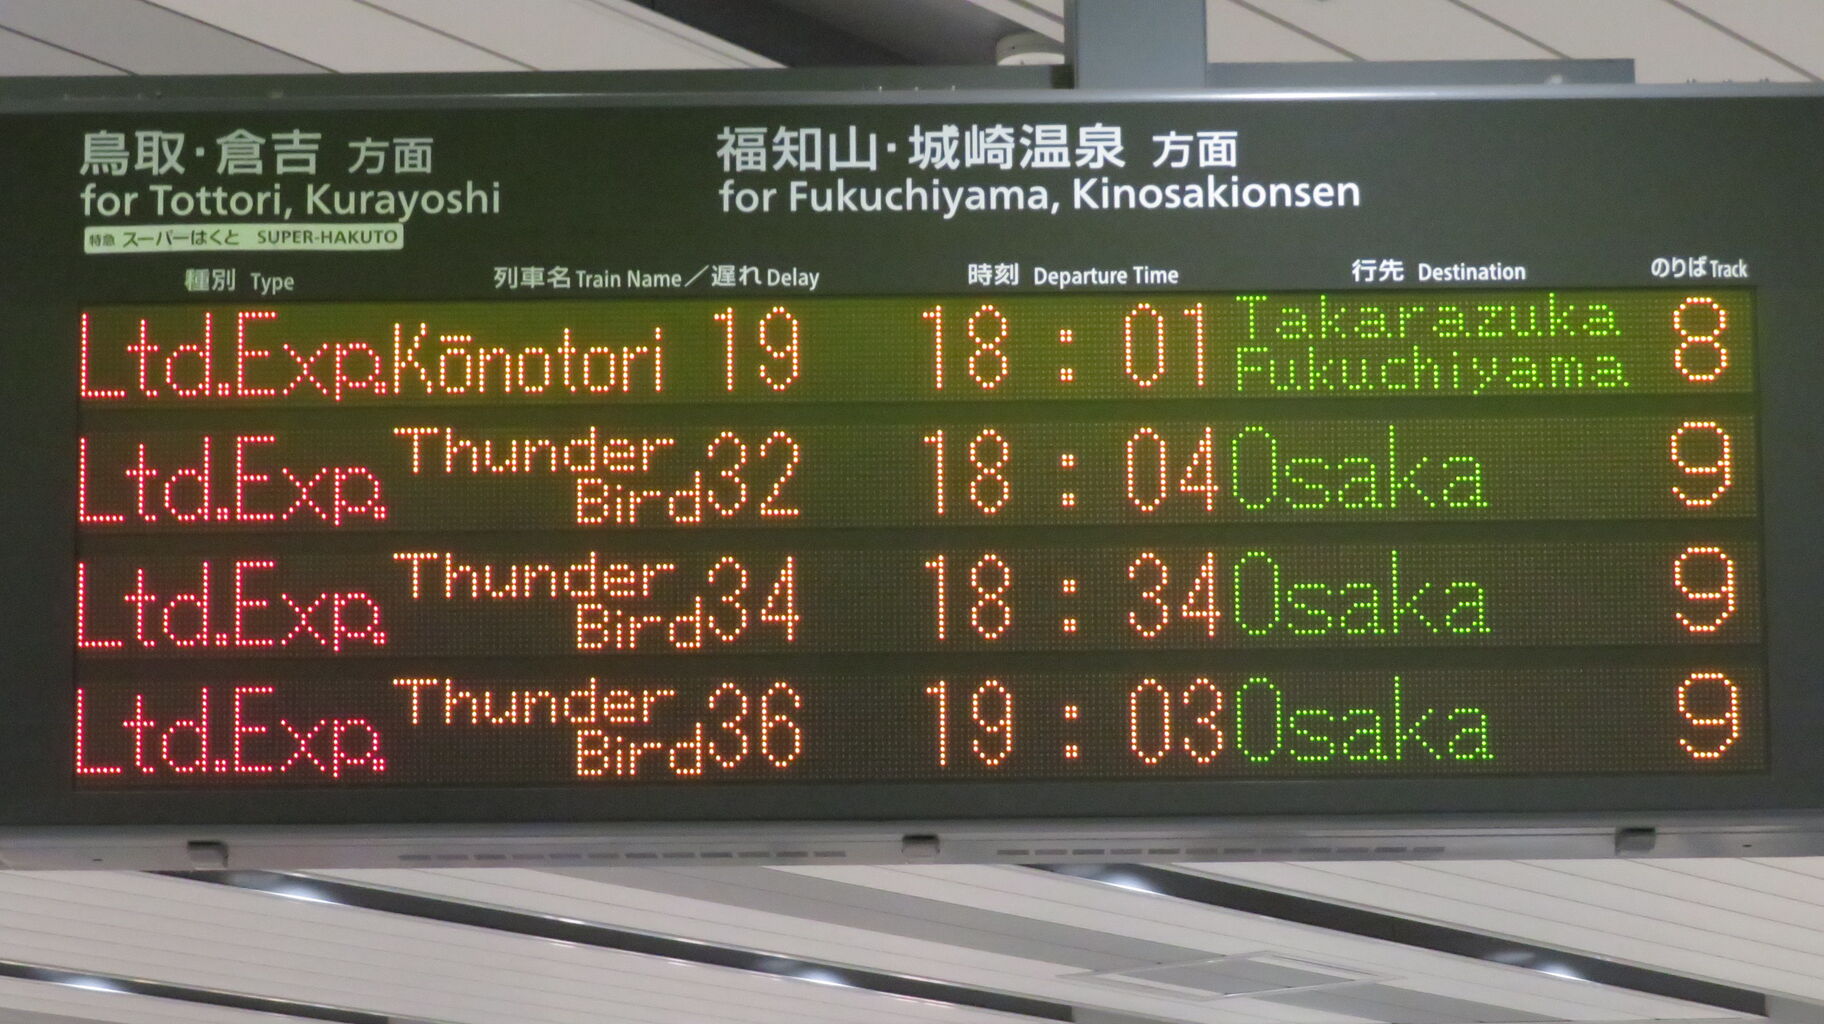 鳥取・倉吉 方面
for Tottori, Kurayoshi
特急 スーパーはくと SUPER-HAKUTO
福知山・城崎温泉 方面
for Fukuchiyama, Kinosakionsen
種別 Type 列車名 Train Name／遅れ Delay 時刻 Departure Time 行先 Destination のりば Track
Ltd.Exp. Kōnotori 19 18:01 Takarazuka Fukuchiyama 8
Ltd.Exp. Thunder Bird 32 18:04 Osaka 9
Ltd.Exp. Thunder Bird 34 18:34 Osaka 9
Ltd.Exp. Thunder Bird 36 19:03 Osaka 9